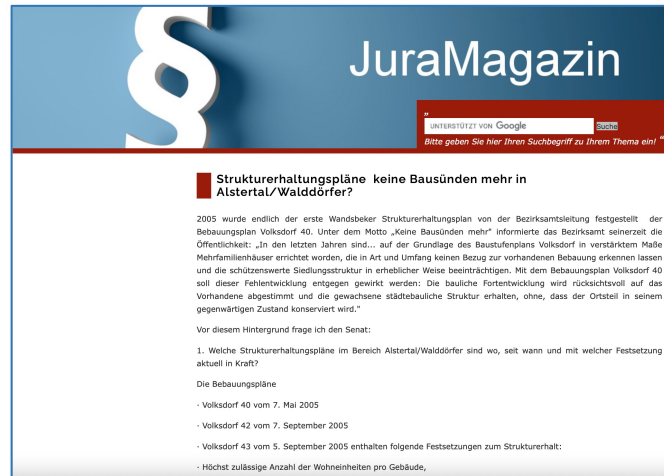 §
JuraMagazin
"
UNTERSTÜTZT VON Google
Suche
Bitte geben Sie hier Ihren Suchbegriff zu Ihrem Thema ein! "
Strukturerhaltungspläne keine Bausünden mehr in
Alstertal/Walddörfer?
2005 wurde endlich der erste Wandsbeker Strukturerhaltungsplan von der Bezirksamtsleitung festgestellt der
Bebauungsplan Volksdorf 40. Unter dem Motto „Keine Bausünden mehr" informierte das Bezirksamt seinerzeit die
Öffentlichkeit: „In den letzten Jahren sind... auf der Grundlage des Baustufenplans Volksdorf in verstärktem Maße
Mehrfamilienhäuser errichtet worden, die in Art und Umfang keinen Bezug zur vorhandenen Bebauung erkennen lassen
und die schützenswerte Siedlungsstruktur in erheblicher Weise beeinträchtigen. Mit dem Bebauungsplan Volksdorf 40
soll dieser Fehlentwicklung entgegen gewirkt werden: Die bauliche Fortentwicklung wird rücksichtsvoll auf das
Vorhandene abgestimmt und die gewachsene städtebauliche Struktur erhalten, ohne, dass der Ortsteil in seinem
gegenwärtigen Zustand konserviert wird."
Vor diesem Hintergrund frage ich den Senat:
1. Welche Strukturerhaltungspläne im Bereich Alstertal/Walddörfer sind wo, seit wann und mit welcher Festsetzung
aktuell in Kraft?
Die Bebauungspläne
· Volksdorf 40 vom 7. Mai 2005
· Volksdorf 42 vom 7. September 2005
· Volksdorf 43 vom 5. September 2005 enthalten folgende Festsetzungen zum Strukturerhalt:
· Höchst zulässige Anzahl der Wohneinheiten pro Gebäude,